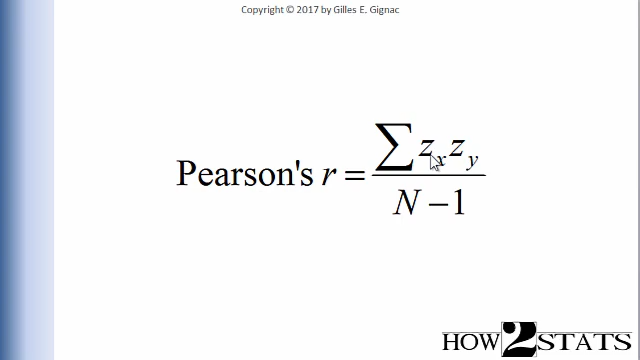 Copyright © 2017 by Gilles E. Gignac
Pearson's r = ∑ z_x z_y / N − 1
HOW2STATS